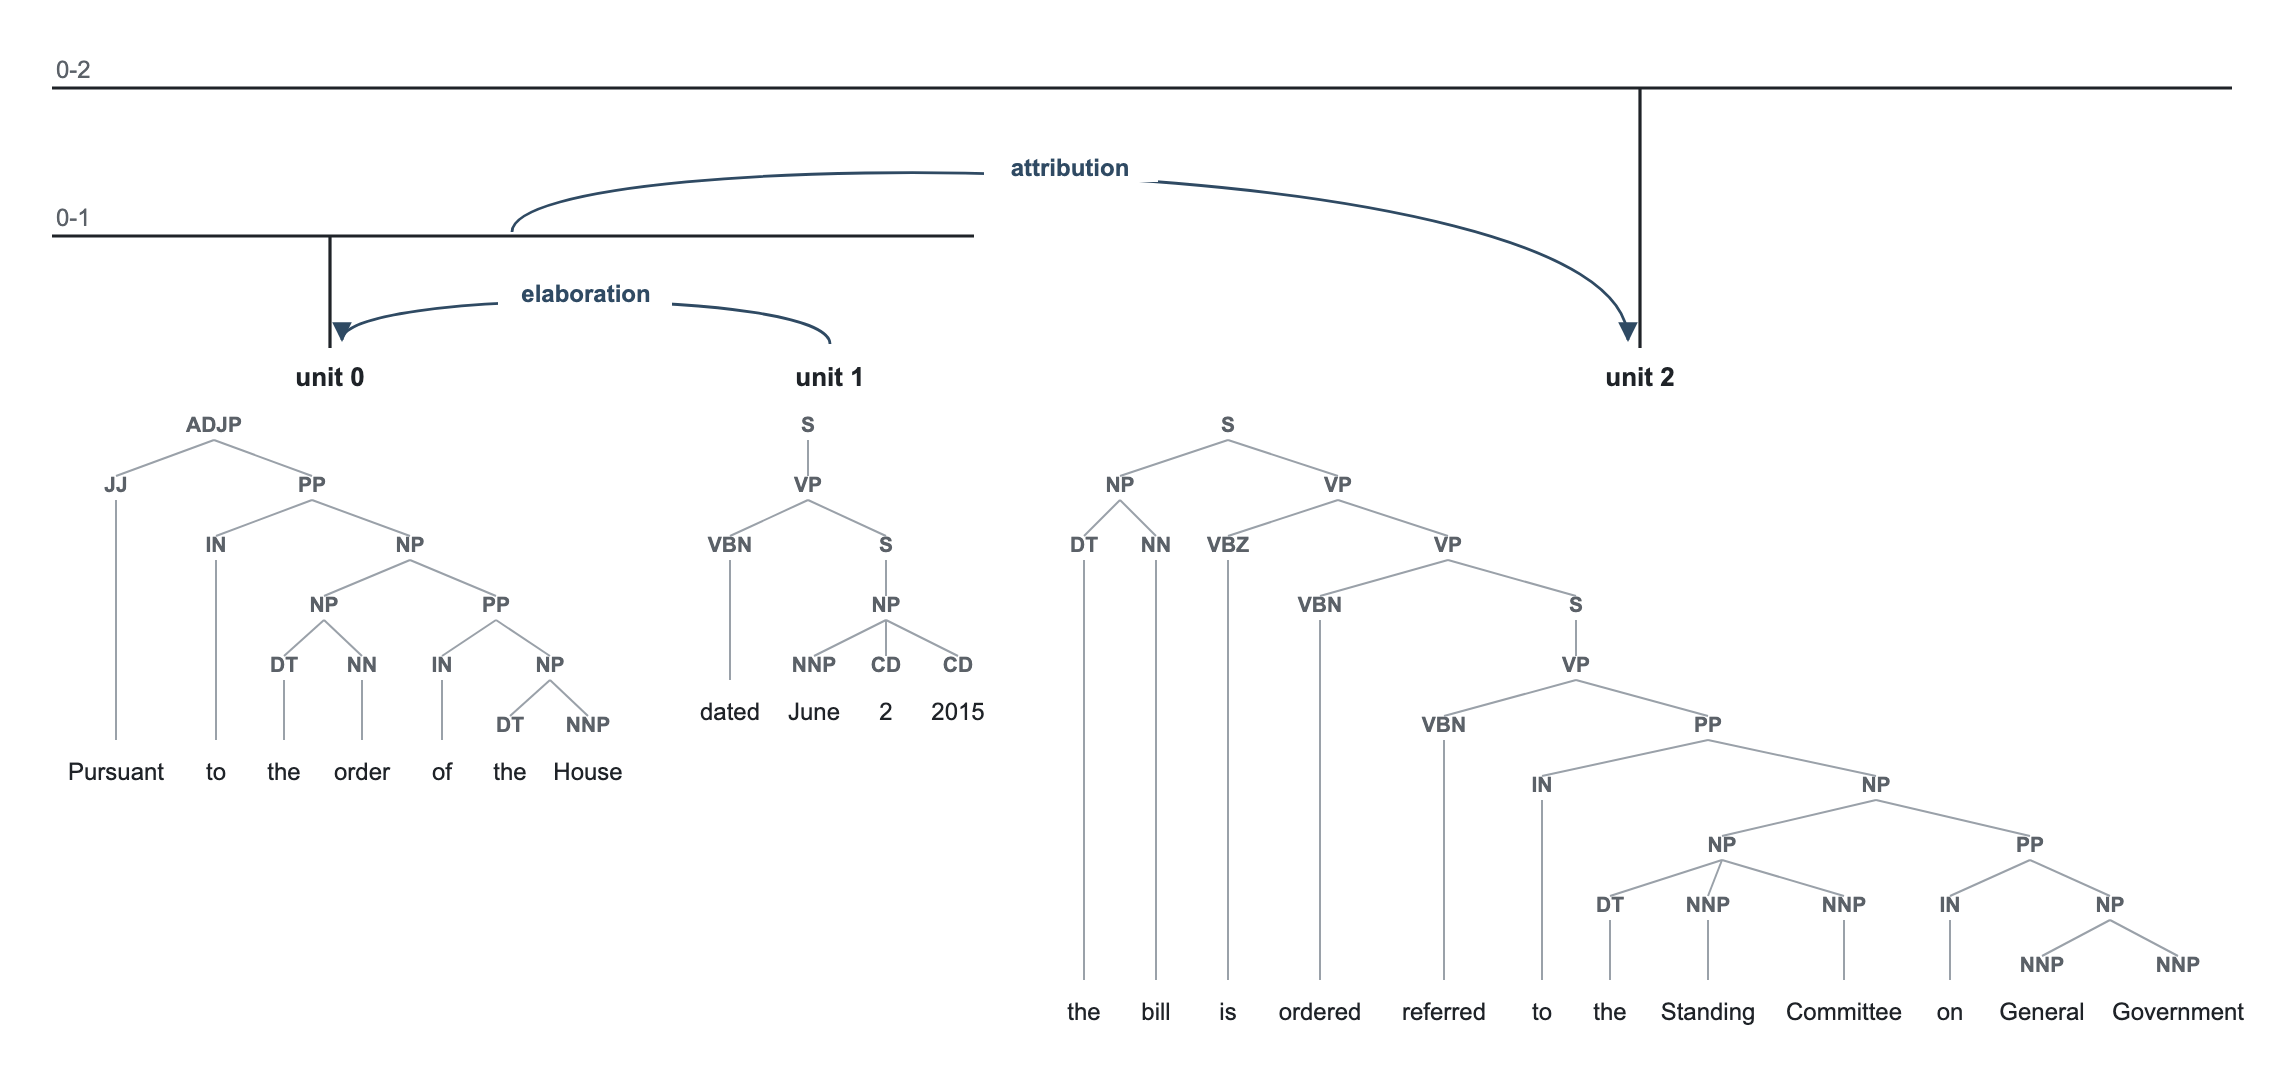 0-2
attribution
0-1
elaboration
unit 0 unit 1 unit 2
ADJP S S
JJ PP VP NP VP
IN NP VBN S DT NN VBZ VP
NP PP NP VBN S
DT NN IN NP NNP CD CD VP
dated June 2 2015
DT NNP VBN PP
Pursuant to the order of the House
IN NP
NP PP
DT NNP NNP IN NP
NNP NNP
the bill is ordered referred to the Standing Committee on General Government